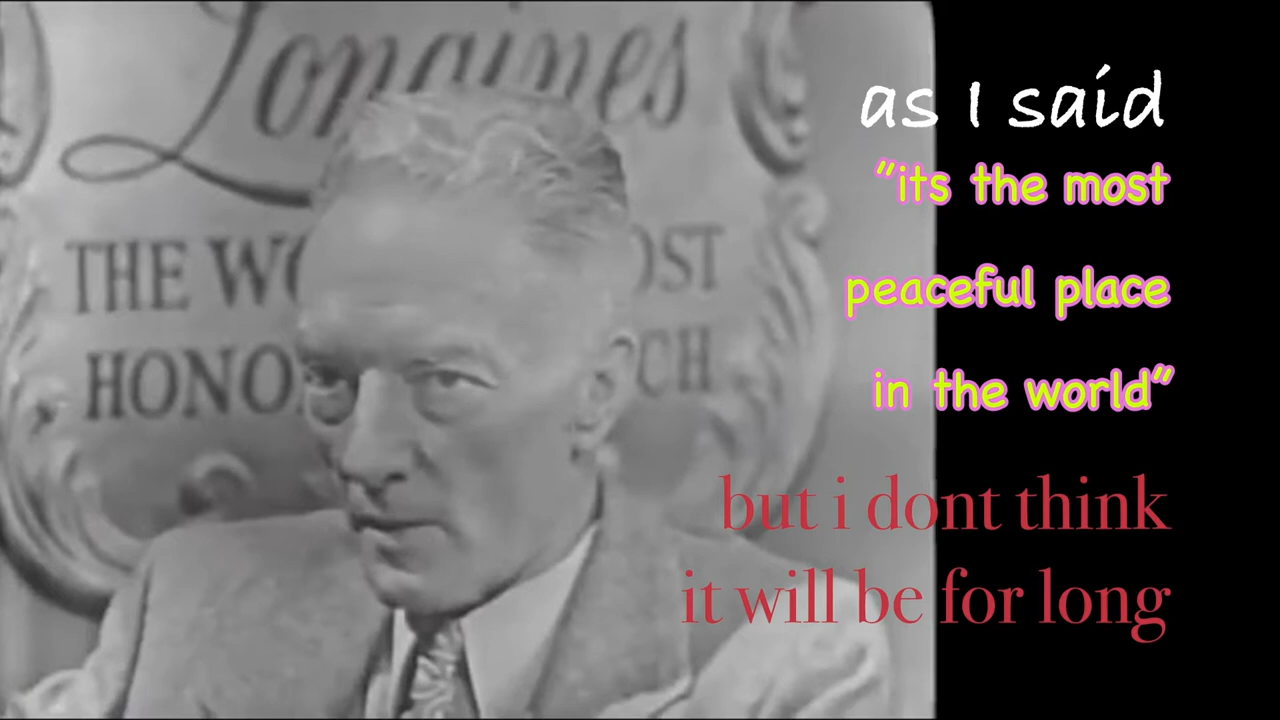 Longines
THE WO OST
HONO CH
as I said
"its the most
peaceful place
in the world"
but i dont think
it will be for long